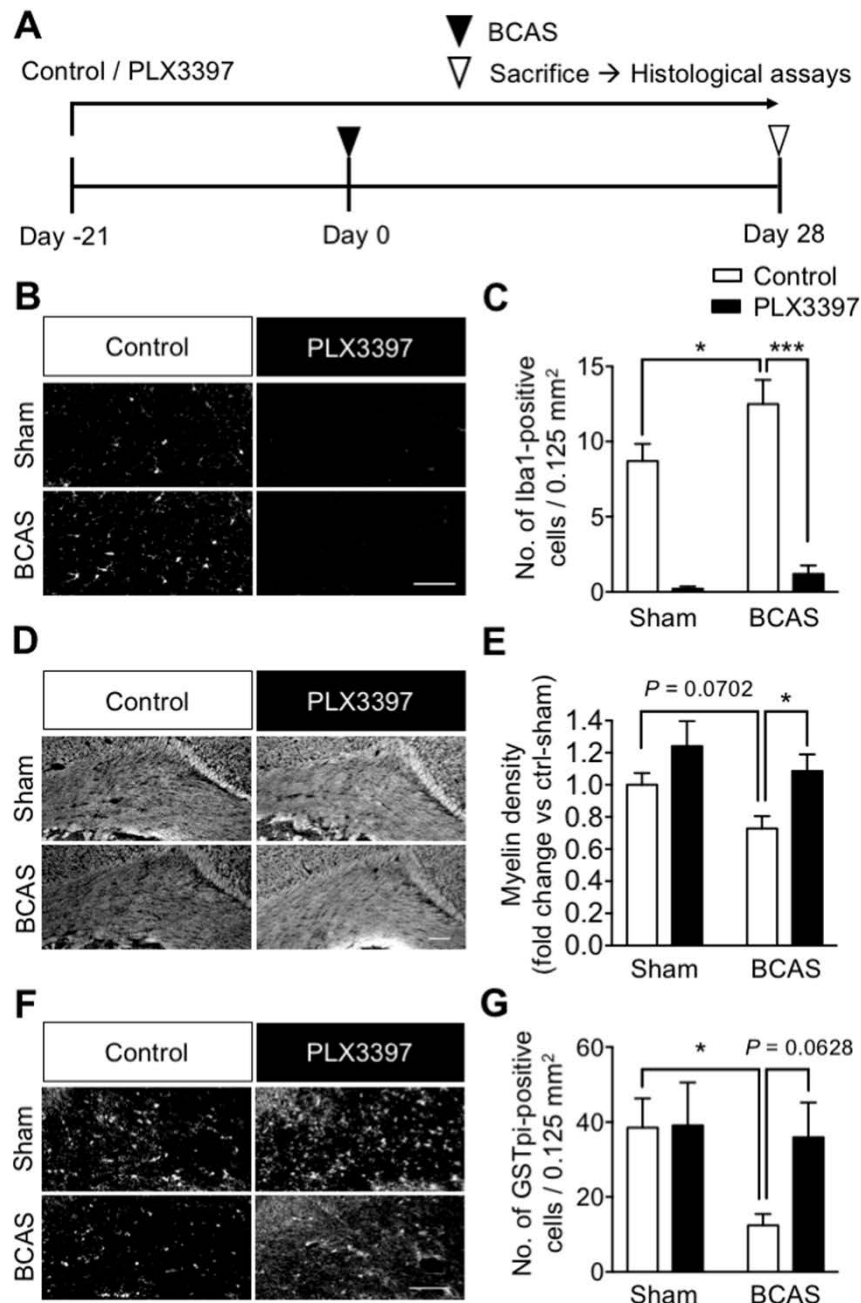 A
BCAS
Control / PLX3397
Sacrifice → Histological assays
Day -21
Day 0
Day 28
B
Control
PLX3397
Sham
BCAS
C
Control
PLX3397
No. of Iba1-positive
cells / 0.125 mm²
15
10
5
0
*
***
Sham
BCAS
D
Control
PLX3397
Sham
BCAS
E
P = 0.0702
*
Myelin density
(fold change vs ctrl-sham)
1.4
1.2
1.0
0.8
0.6
0.4
0.2
0.0
Sham
BCAS
F
Control
PLX3397
Sham
BCAS
G
*
P = 0.0628
No. of GSTpi-positive
cells / 0.125 mm²
60
40
20
0
Sham
BCAS